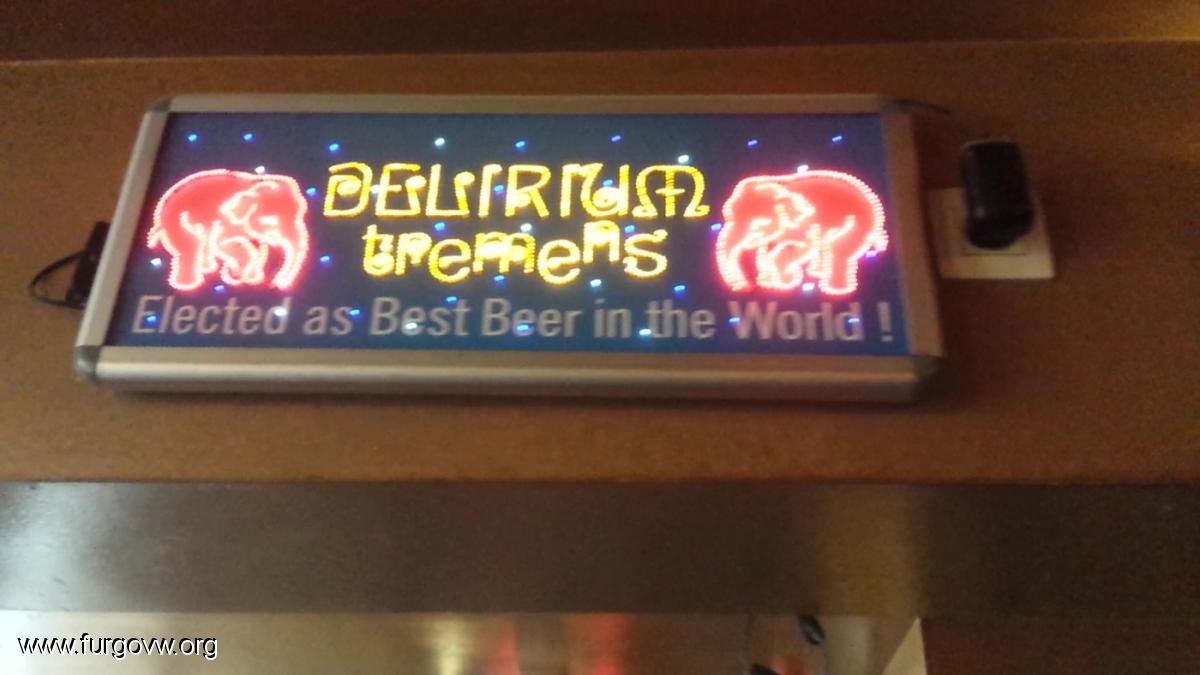 DELIRIUM
tremens
Elected as Best Beer in the World !
www.furgovw.org